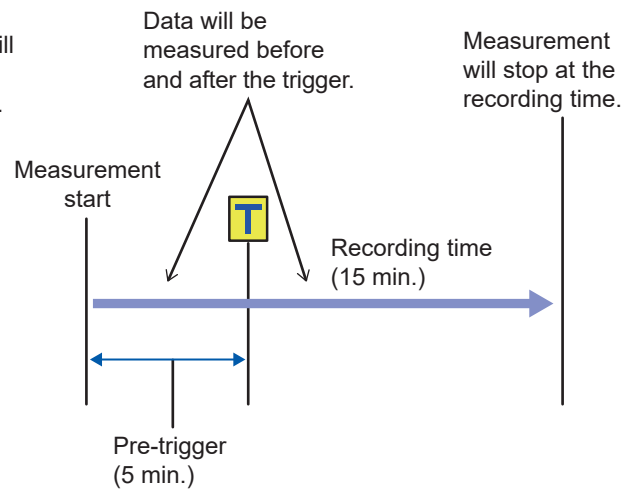 ill
Data will be
measured before
and after the trigger.
Measurement
will stop at the
recording time.
Measurement
start
T
Recording time
(15 min.)
Pre-trigger
(5 min.)